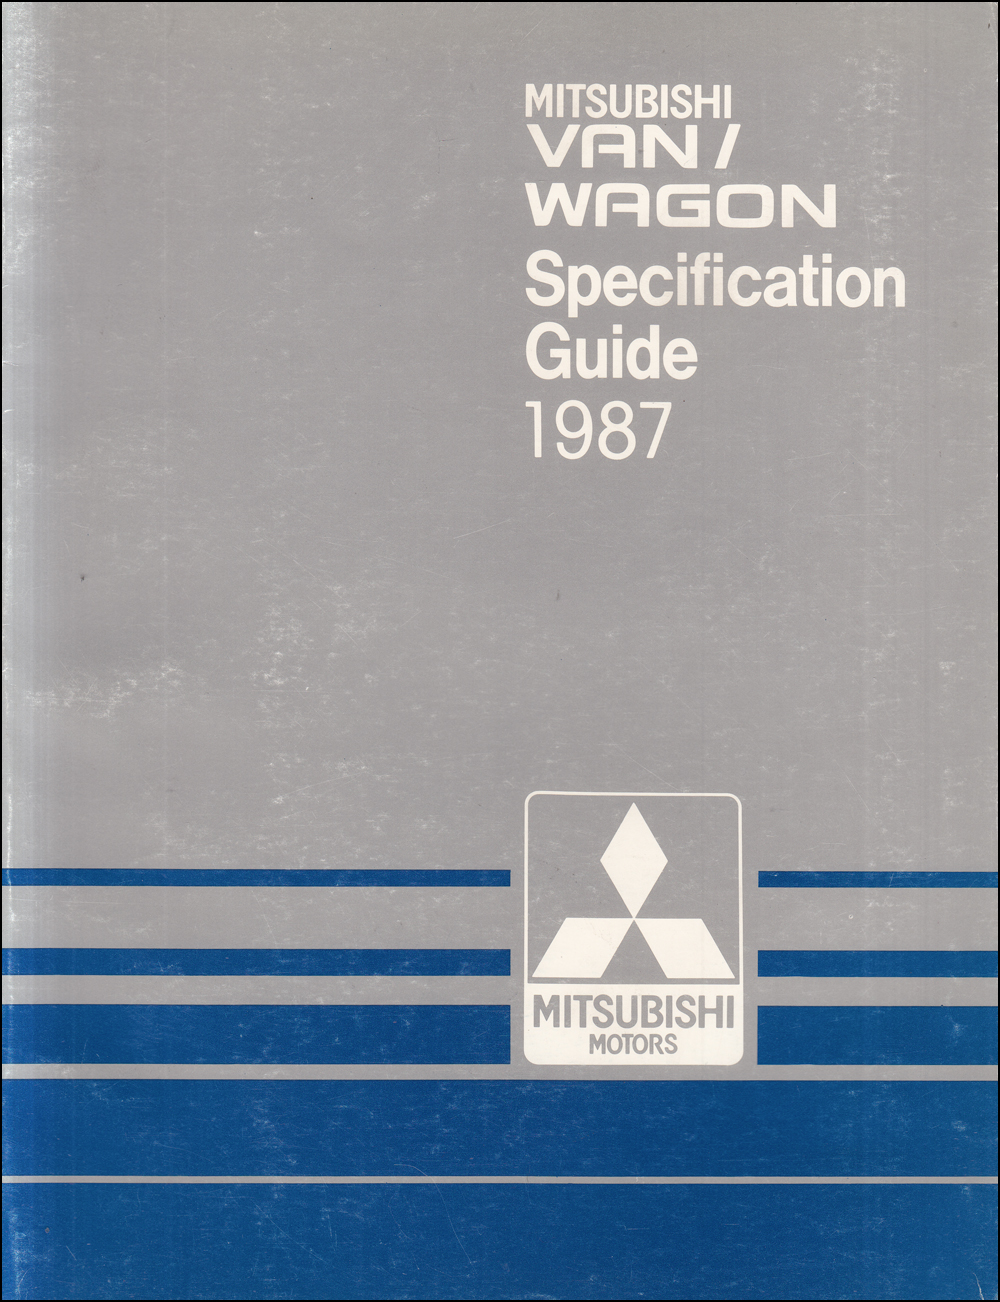 MITSUBISHI
VAN/
WAGON
Specification
Guide
1987
MITSUBISHI
MOTORS